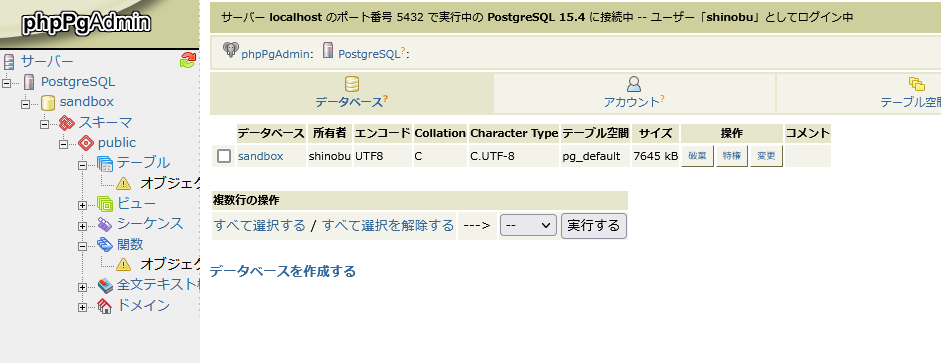 phpPgAdmin
サーバー
PostgreSQL
sandbox
スキーマ
public
テーブル
オブジェク
ビュー
シーケンス
関数
オブジェク
全文テキスト検
ドメイン
サーバー localhost のポート番号 5432 で実行中の PostgreSQL 15.4 に接続中 -- ユーザー「shinobu」としてログイン中
phpPgAdmin: PostgreSQL?:
データベース? アカウント? テーブル空間
データベース 所有者 エンコード Collation Character Type テーブル空間 サイズ 操作 コメント
sandbox shinobu UTF8 C C.UTF-8 pg_default 7645 kB 破棄 特権 変更
複数行の操作
すべて選択する / すべて選択を解除する ---> -- 実行する
データベースを作成する